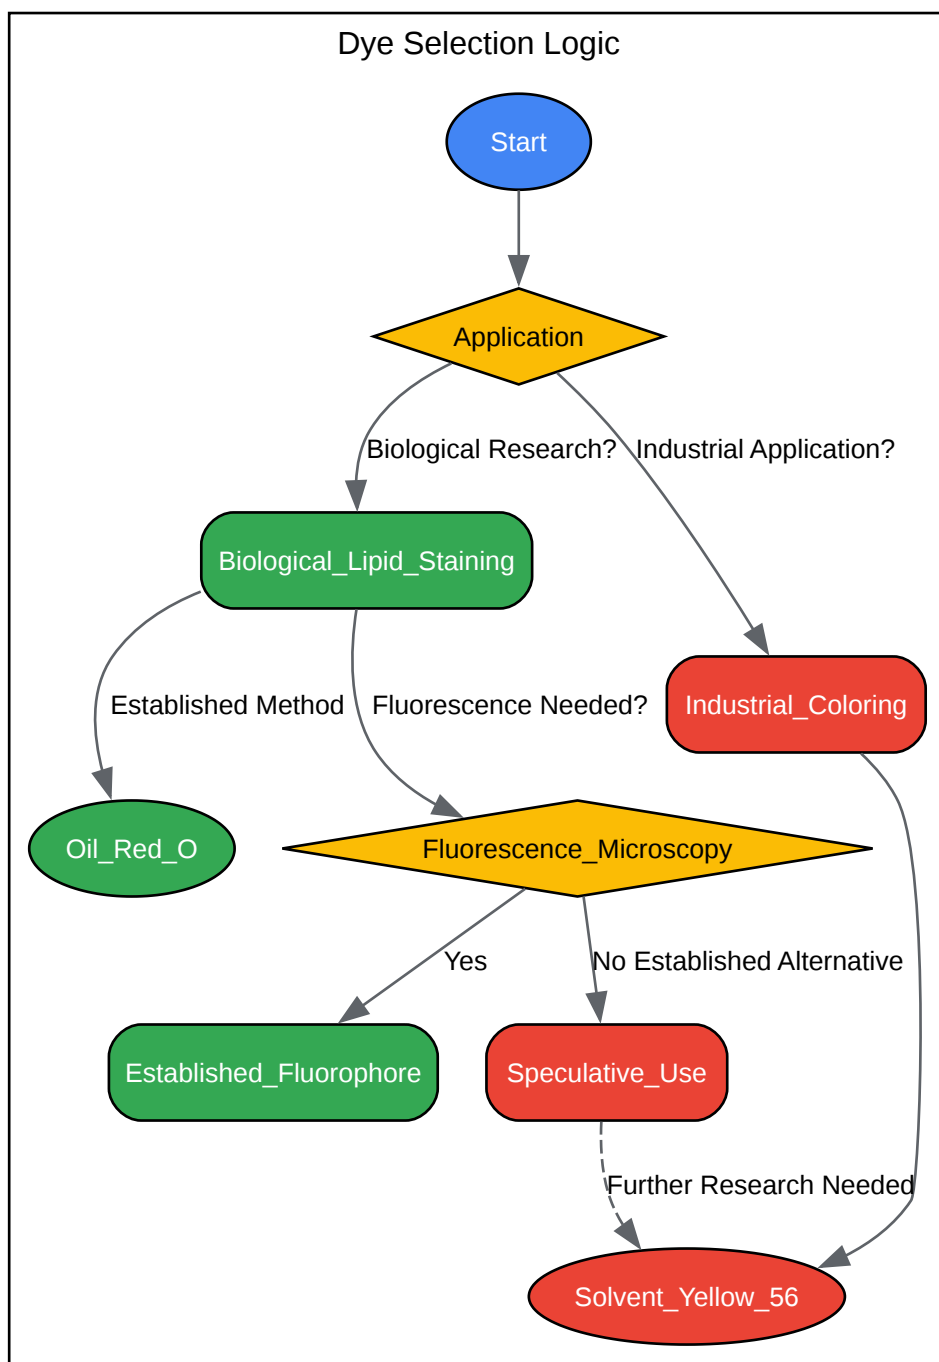 Dye Selection Logic
Start
Application
Biological Research?
Industrial Application?
Biological_Lipid_Staining
Industrial_Coloring
Established Method
Fluorescence Needed?
Oil_Red_O
Fluorescence_Microscopy
Yes
No Established Alternative
Established_Fluorophore
Speculative_Use
Further Research Needed
Solvent_Yellow_56